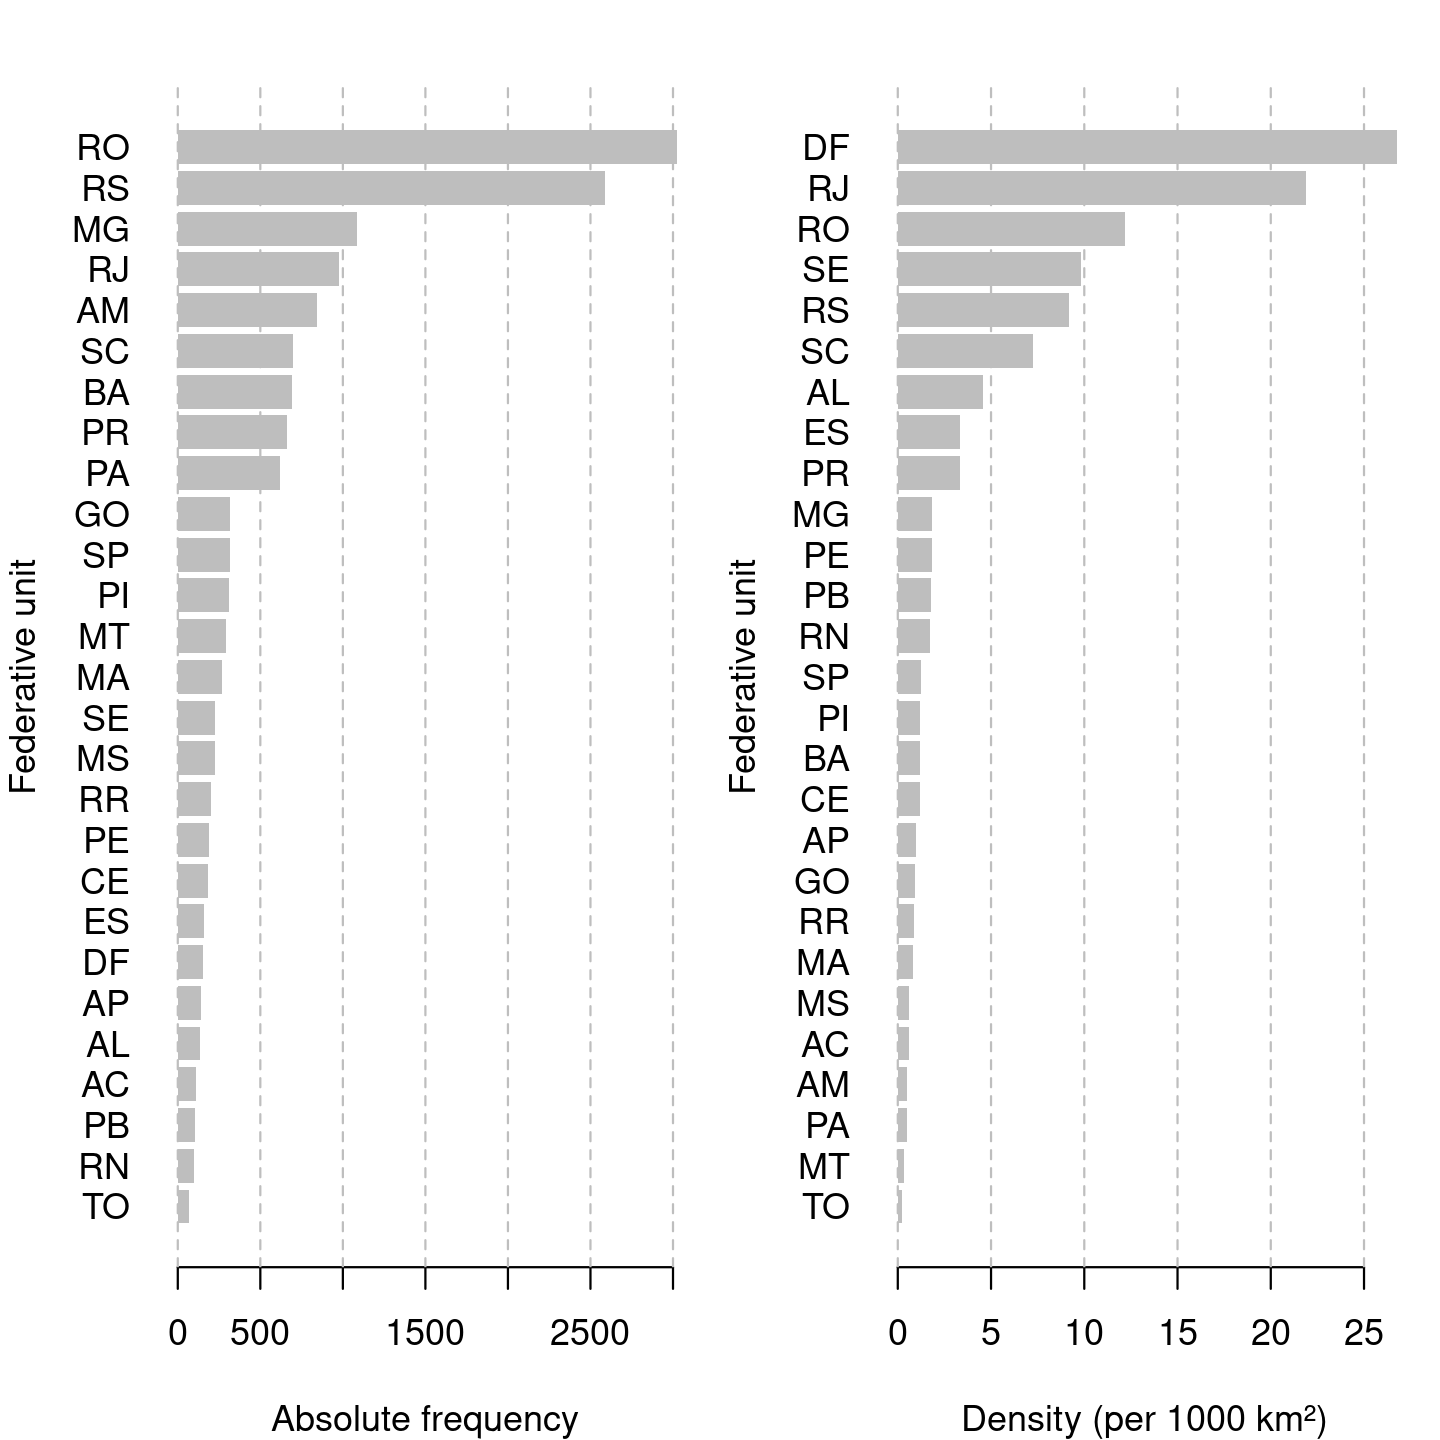 Federative unit
RO
RS
MG
RJ
AM
SC
BA
PR
PA
GO
SP
PI
MT
MA
SE
MS
RR
PE
CE
ES
DF
AP
AL
AC
PB
RN
TO
0 500 1500 2500
Absolute frequency
Federative unit
DF
RJ
RO
SE
RS
SC
AL
ES
PR
MG
PE
PB
RN
SP
PI
BA
CE
AP
GO
RR
MA
MS
AC
AM
PA
MT
TO
0 5 10 15 20 25
Density (per 1000 km²)